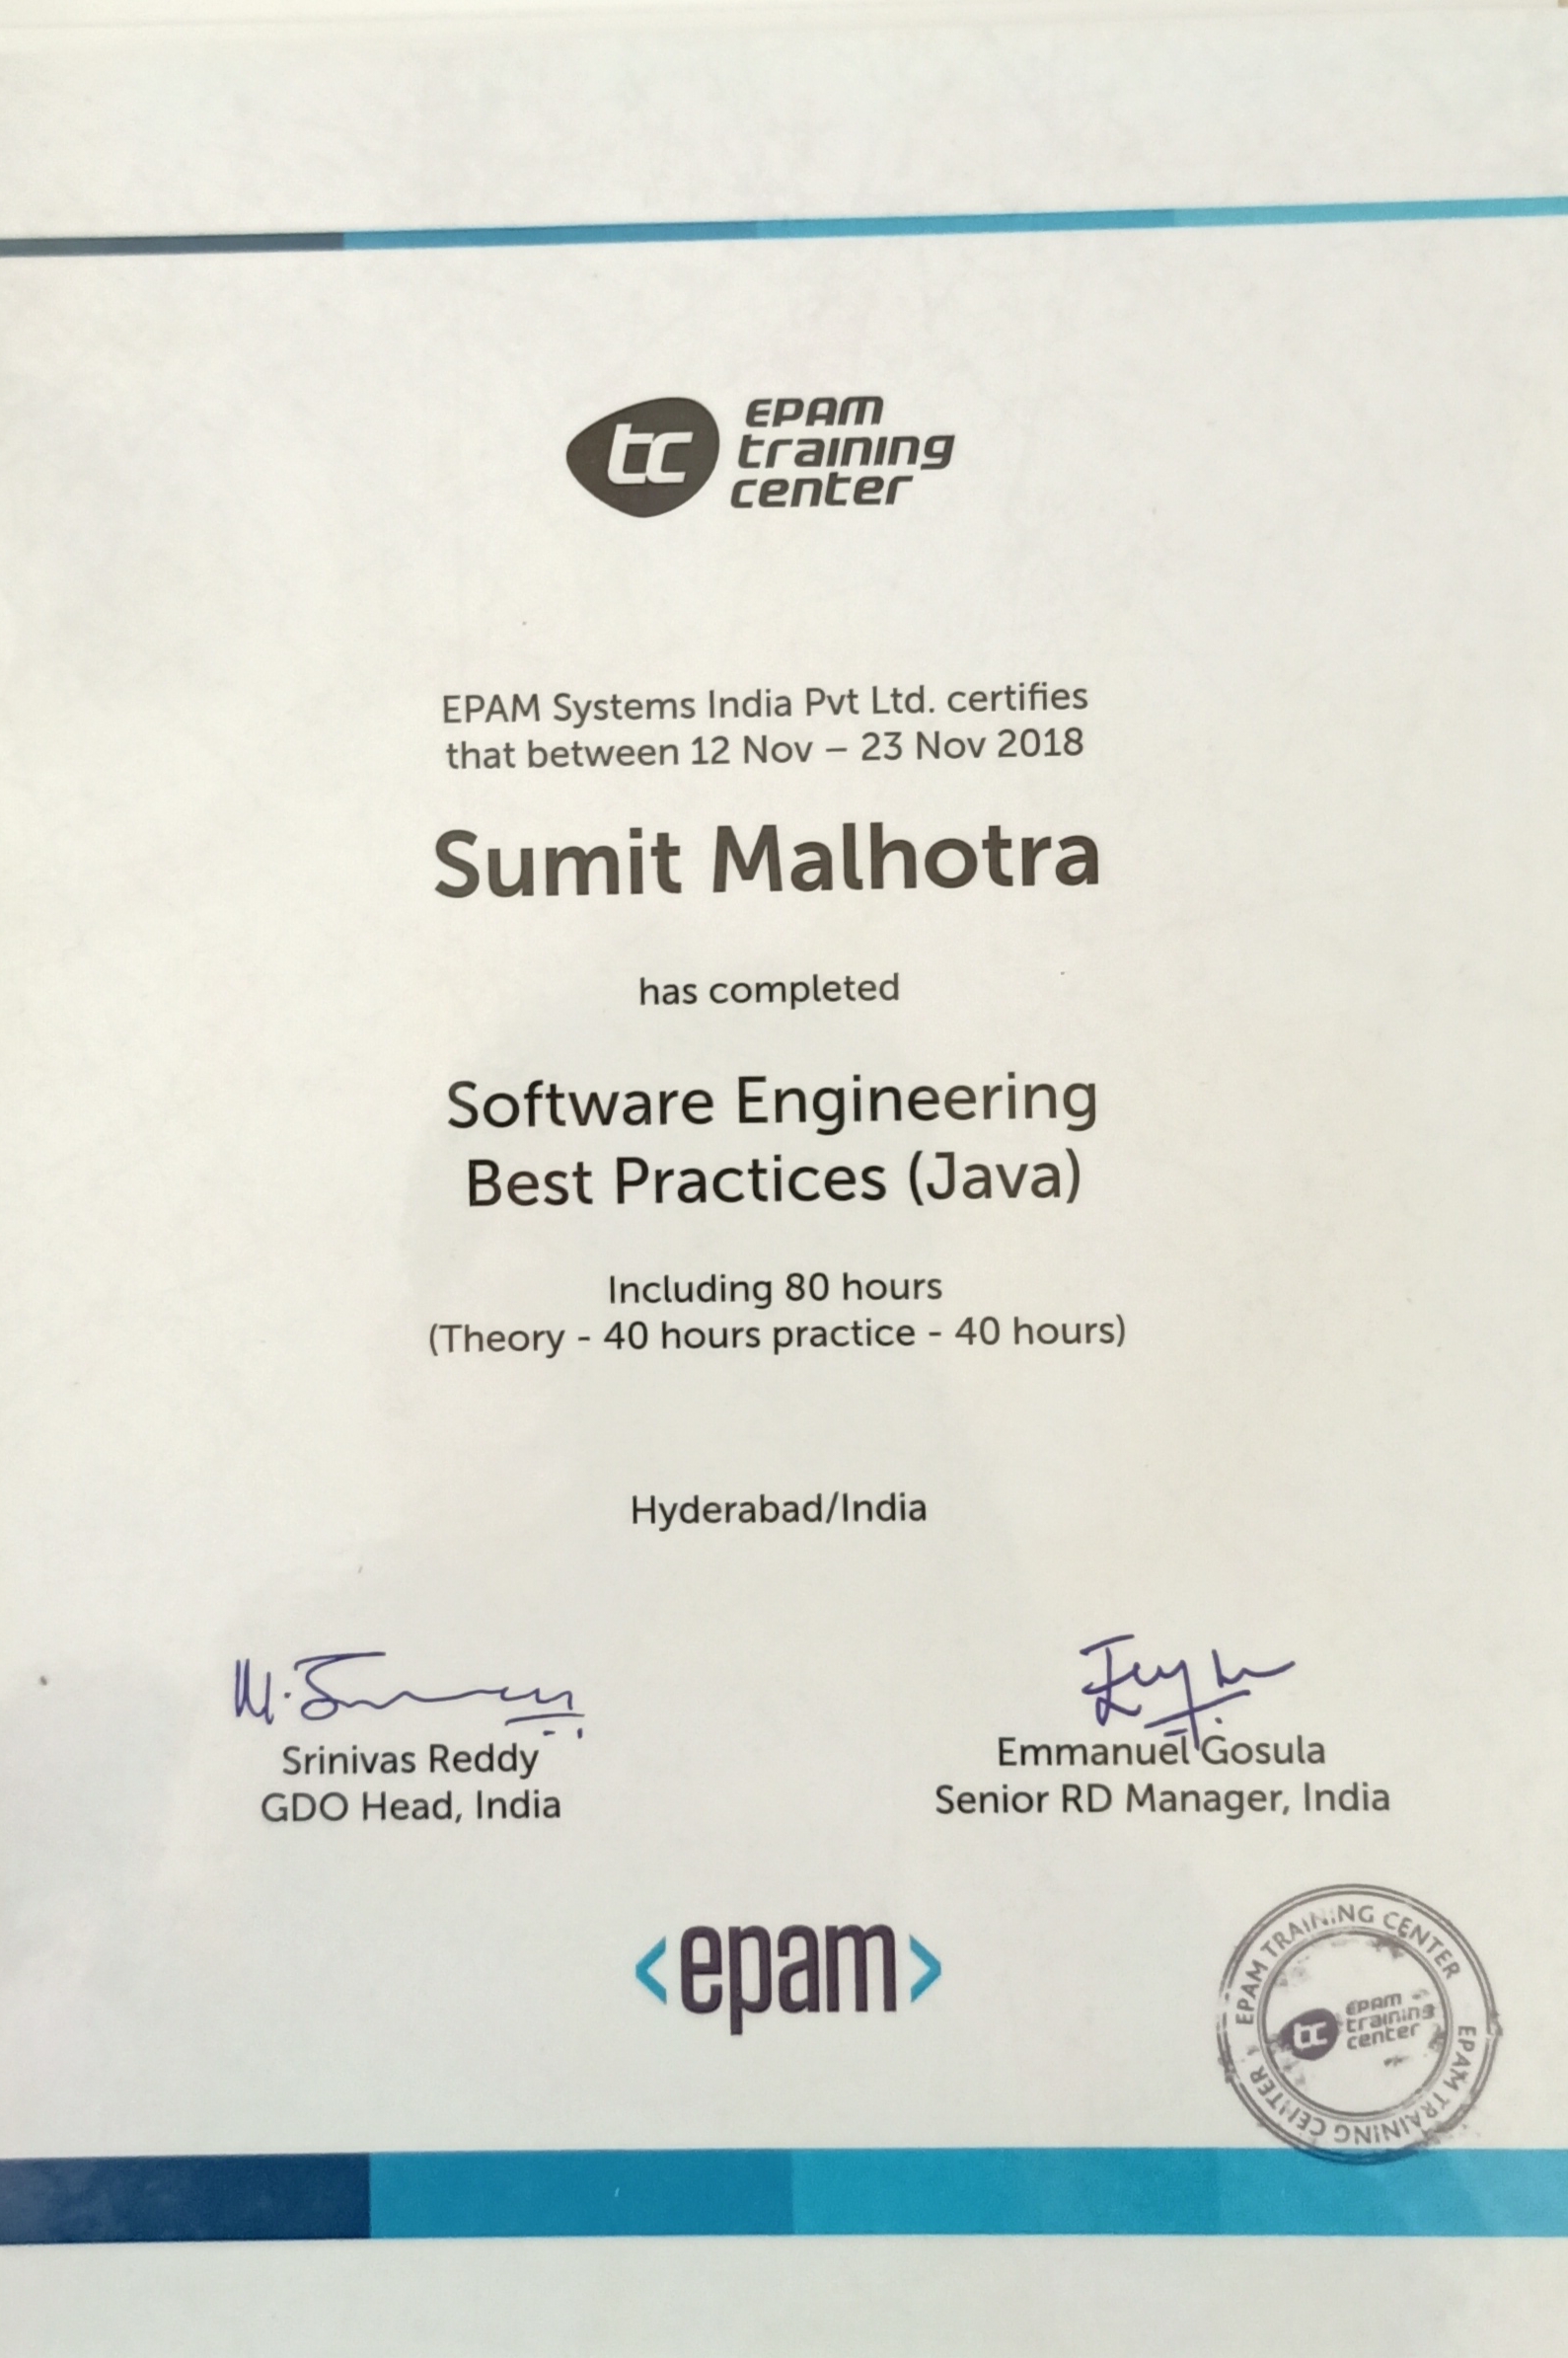 tc
EPAM
training
center
EPAM Systems India Pvt Ltd. certifies
that between 12 Nov – 23 Nov 2018
Sumit Malhotra
has completed
Software Engineering
Best Practices (Java)
Including 80 hours
(Theory - 40 hours practice - 40 hours)
Hyderabad/India
Srinivas Reddy
GDO Head, India
Emmanuel Gosula
Senior RD Manager, India
<epam>
EPAM TRAINING CENTER
EPAM TRAINING CENTER
tc
EPAM
training
center